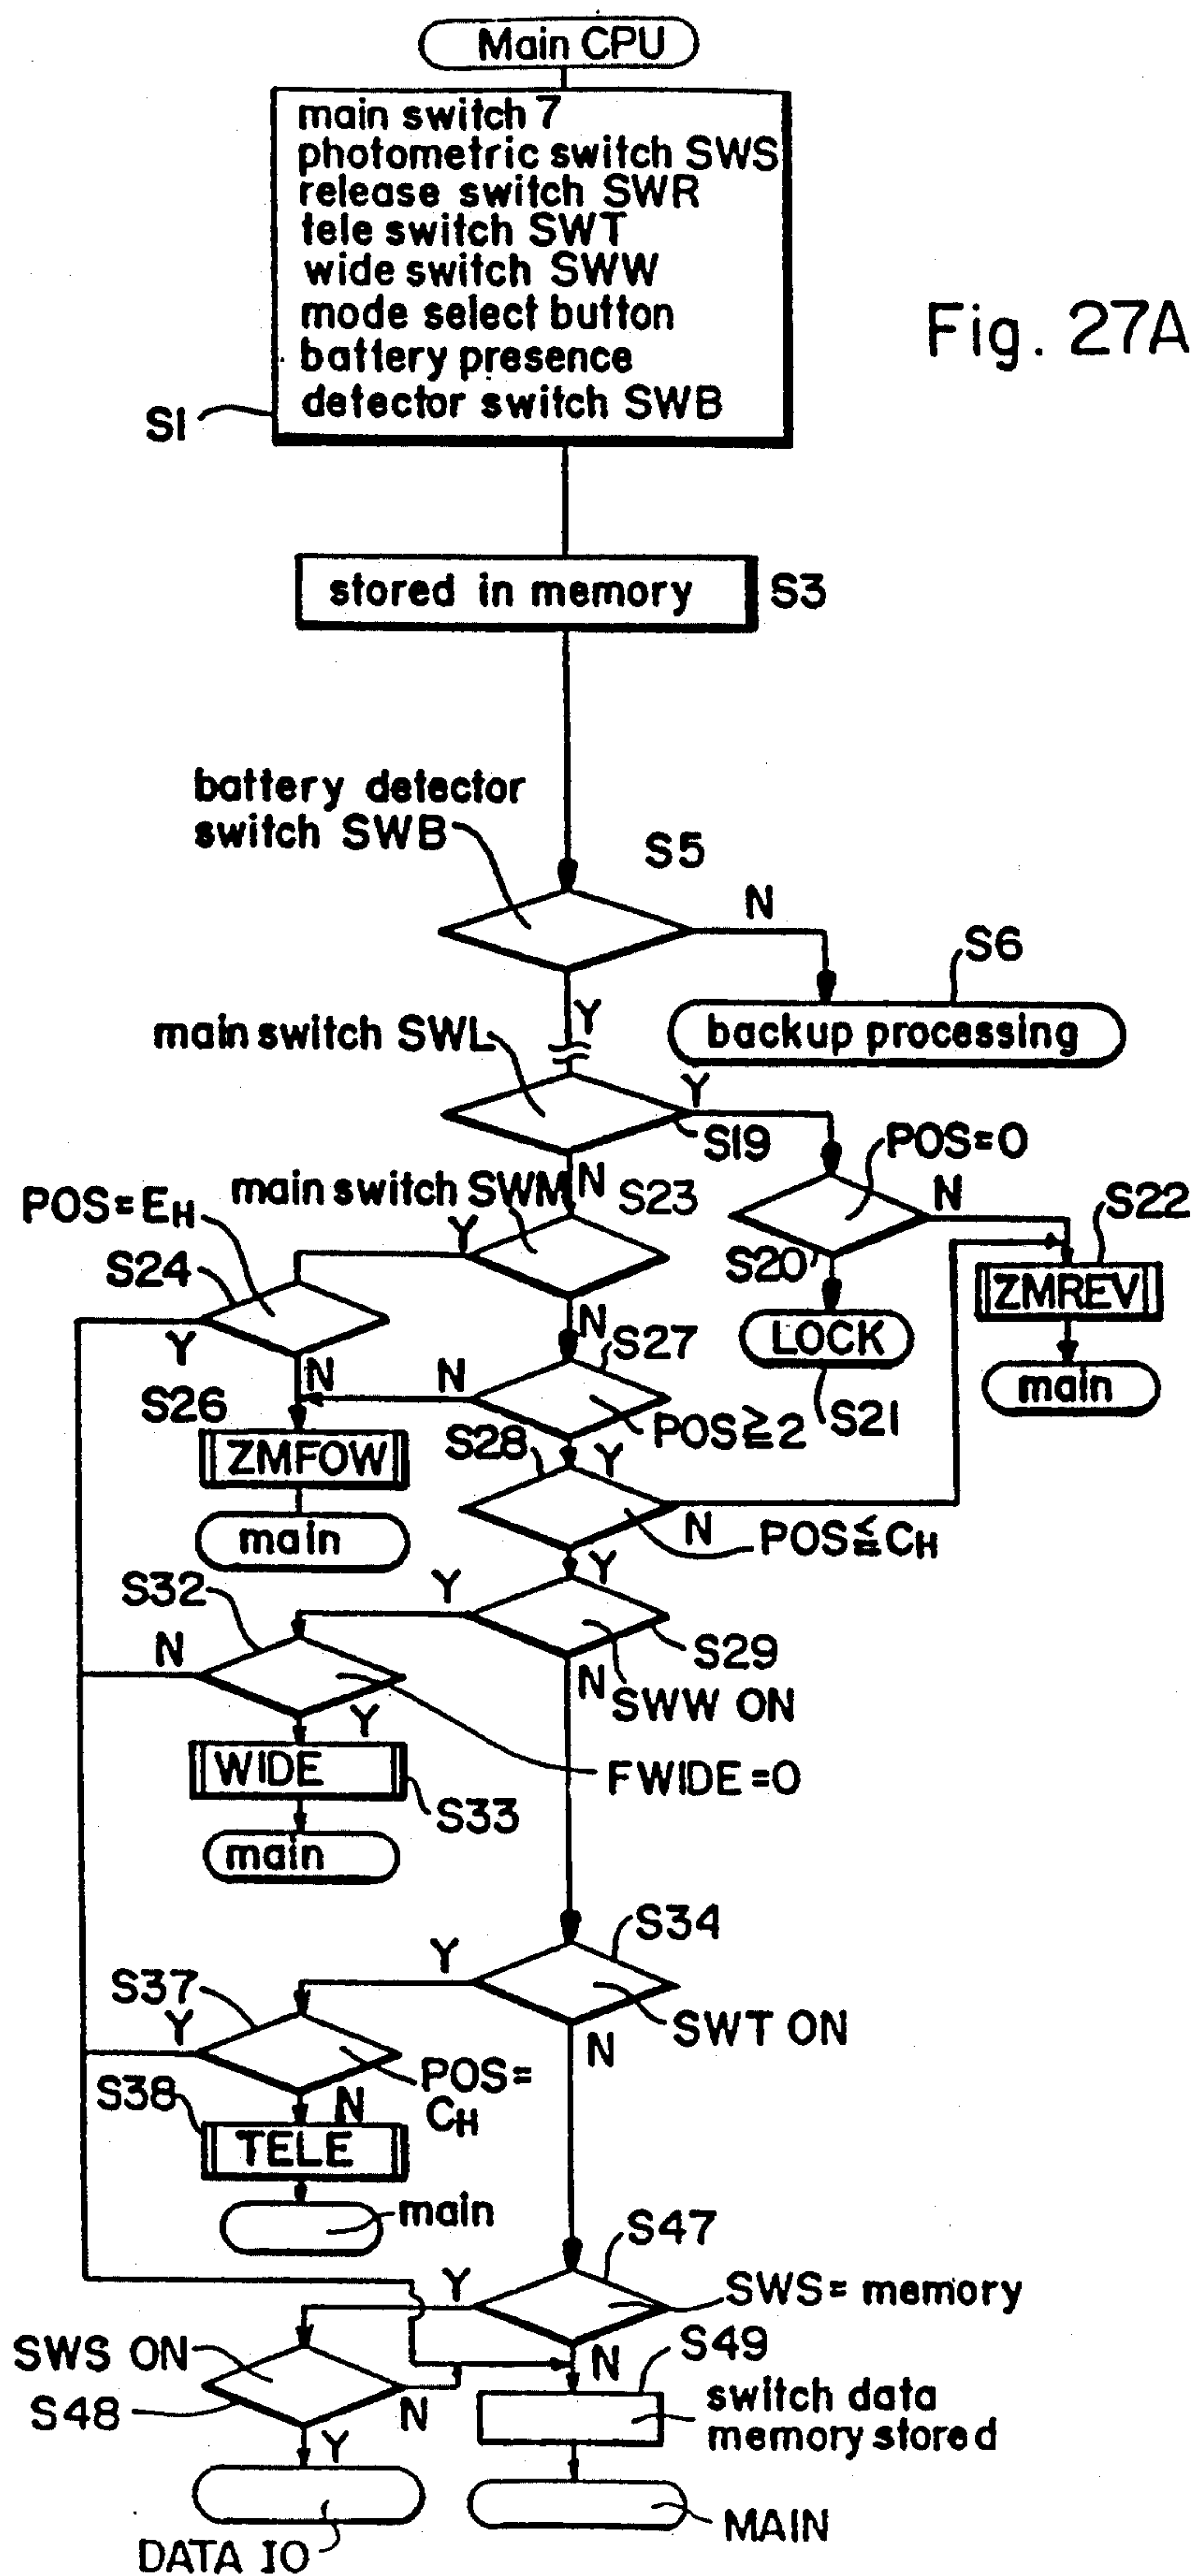 Main CPU
main switch 7
photometric switch SWS
release switch SWR
tele switch SWT
wide switch SWW
mode select button
battery presence
detector switch SWB
Fig. 27A
S1
stored in memory
S3
battery detector
switch SWB
S5
N
S6
Y
backup processing
main switch SWL
Y
S19
POS=0
N
main switch SWM
S23
N
S22
POS=EH
Y
S24
S20
ZMREV
N
LOCK
S27
Y
N
N
main
S26
POS≧2
S21
S28
Y
ZMFOW
main
N
POS≦CH
Y
Y
S32
N
S29
N
SWW ON
Y
WIDE
FWIDE=0
S33
main
S34
Y
S37
Y
SWT ON
N
POS=
CH
S38
N
TELE
main
S47
Y
SWS= memory
SWS ON
S49
N
S48
N
switch data
memory stored
Y
MAIN
DATA IO